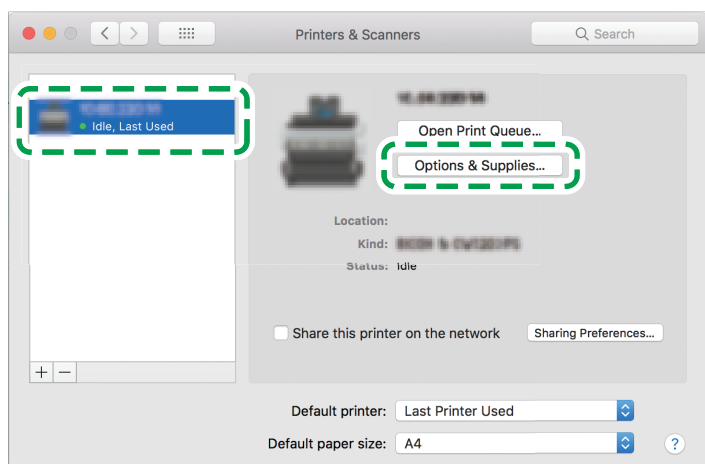 Printers & Scanners
Search
Idle, Last Used
Open Print Queue...
Options & Supplies...
Location:
Kind:
Status: Idle
Share this printer on the network
Sharing Preferences...
Default printer: Last Printer Used
Default paper size: A4
?